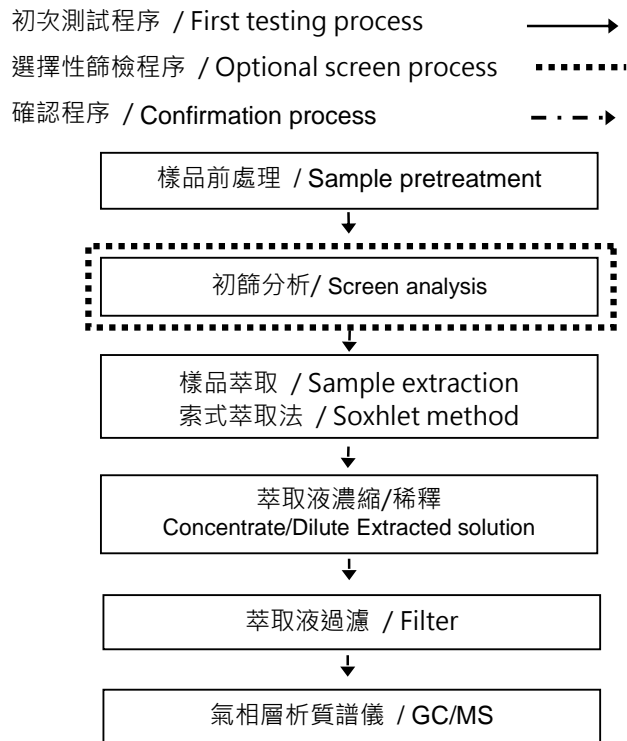 初次測試程序 / First testing process
選擇性篩檢程序 / Optional screen process
確認程序 / Confirmation process
樣品前處理 / Sample pretreatment
初篩分析/ Screen analysis
樣品萃取 / Sample extraction
索式萃取法 / Soxhlet method
萃取液濃縮/稀釋
Concentrate/Dilute Extracted solution
萃取液過濾 / Filter
氣相層析質譜儀 / GC/MS